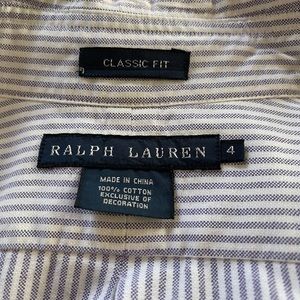 CLASSIC FIT
RALPH LAUREN 4
MADE IN CHINA
100% COTTON
EXCLUSIVE OF
DECORATION